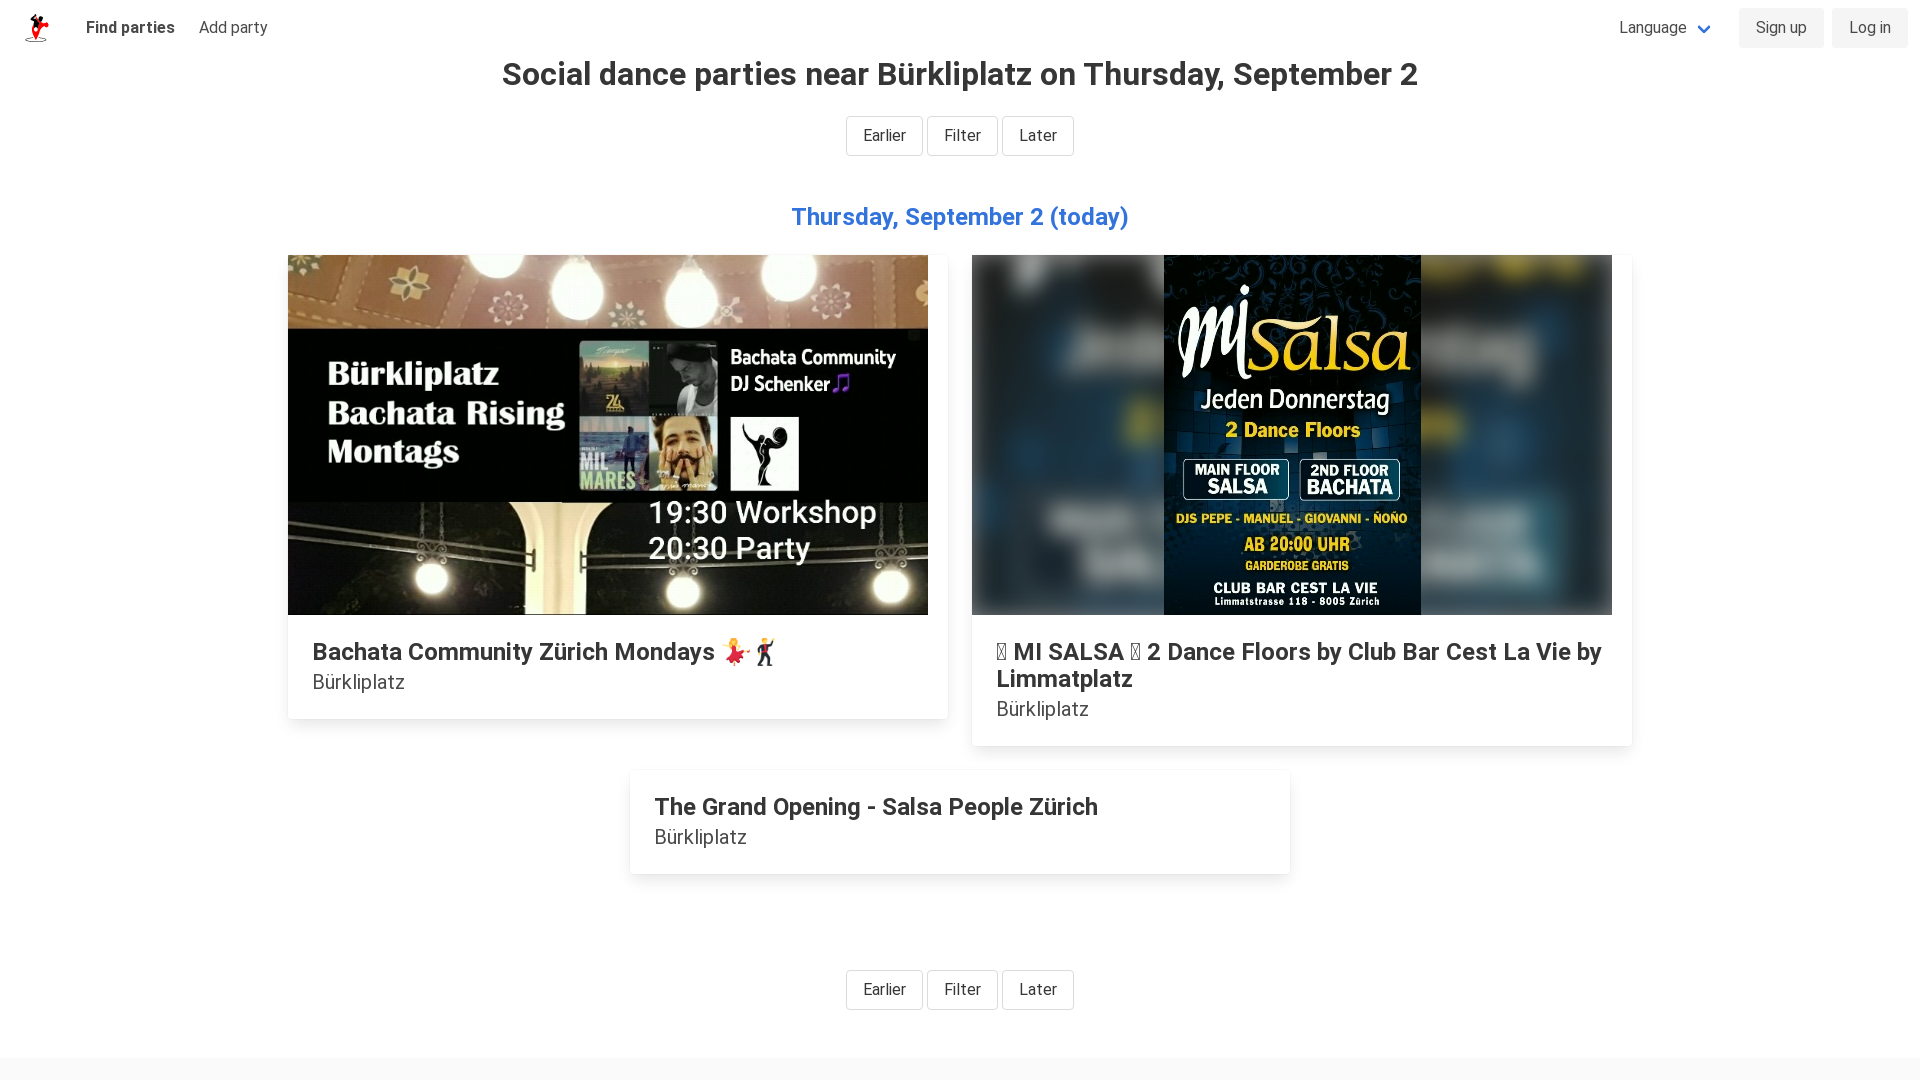 Find parties
Add party
Language
Sign up
Log in
Social dance parties near Bürkliplatz on Thursday, September 2
Earlier
Filter
Later
Thursday, September 2 (today)
Bürkliplatz
Bachata Rising
Montags
Bachata Community
DJ Schenker🎵
MIL
MARES
19:30 Workshop
20:30 Party
Bachata Community Zürich Mondays 💃🕺
Bürkliplatz
mi Salsa
Jeden Donnerstag
2 Dance Floors
MAIN FLOOR
SALSA
2ND FLOOR
BACHATA
DJS PEPE - MANUEL - GIOVANNI - ÑOÑO
AB 20:00 UHR
GARDEROBE GRATIS
CLUB BAR CEST LA VIE
Limmatstrasse 118 - 8005 Zürich
MI SALSA 2 Dance Floors by Club Bar Cest La Vie by
Limmatplatz
Bürkliplatz
The Grand Opening - Salsa People Zürich
Bürkliplatz
Earlier
Filter
Later